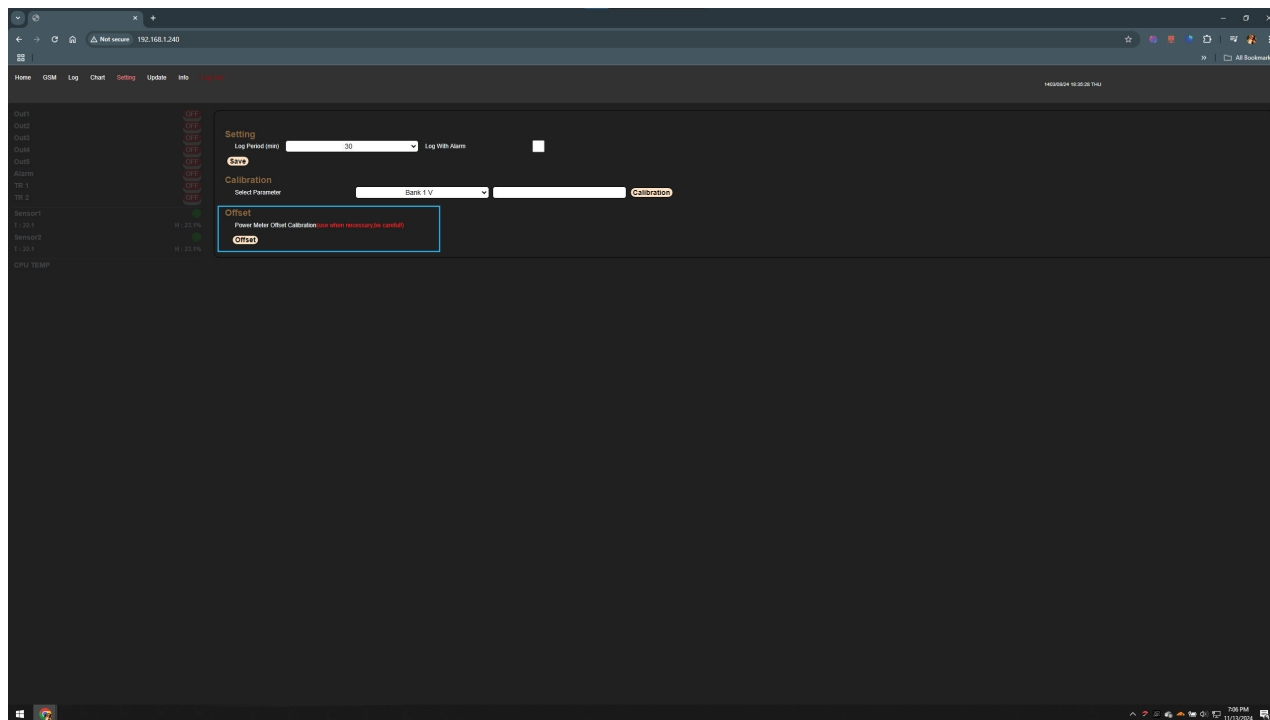 Not secure 192.168.1.240
All Bookmark
Home GSM Log Chart Setting Update Info
1403/08/24 18:35:28 THU
Out1 OFF
Out2 OFF
Out3 OFF
Out4 OFF
Out5 OFF
Alarm OFF
TR 1 OFF
TR 2 OFF
Sensor1
Sensor2
CPU TEMP
Setting
Log Period (min) 30 Log With Alarm
Save
Calibration
Select Parameter Bank 1 V Calibration
Offset
Power Meter Offset Calibration(use when necessary,be careful!)
Offset
7:06 PM
11/13/2024